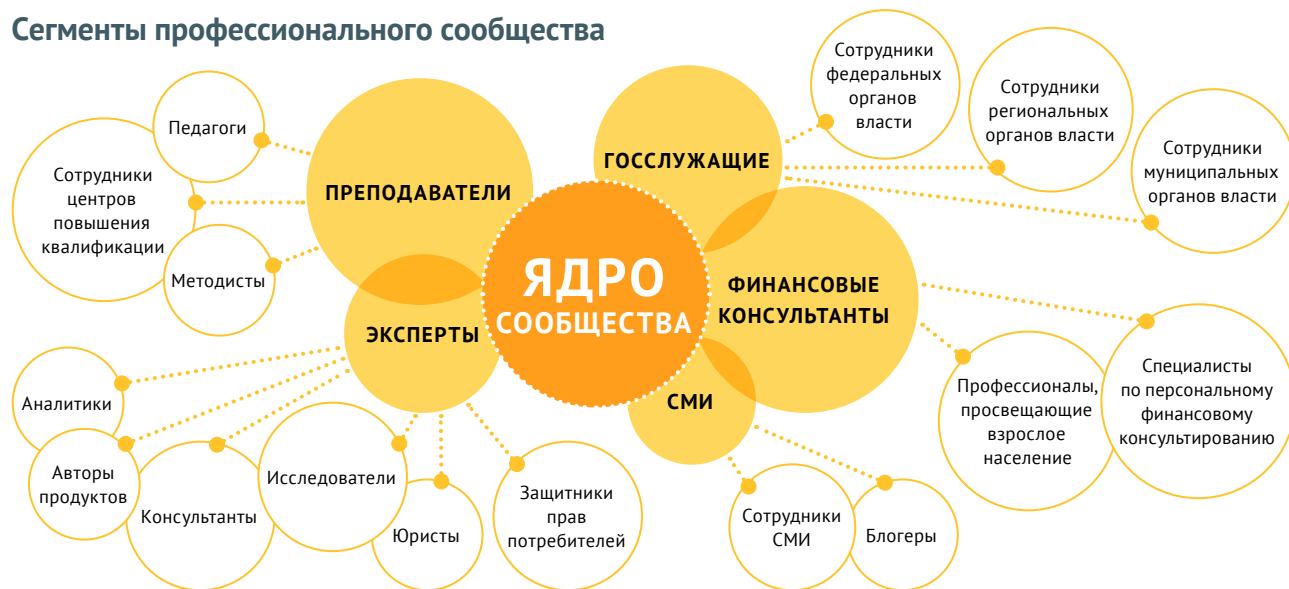 Сегменты профессионального сообщества
Педагоги
Сотрудники
центров
повышения
квалификации
Методисты
ПРЕПОДАВАТЕЛИ
ГОССЛУЖАЩИЕ
Сотрудники
федеральных
органов
власти
Сотрудники
региональных
органов власти
Сотрудники
муниципальных
органов власти
ЯДРО
СООБЩЕСТВА
ЭКСПЕРТЫ
ФИНАНСОВЫЕ
КОНСУЛЬТАНТЫ
СМИ
Аналитики
Авторы
продуктов
Консультанты
Исследователи
Юристы
Защитники
прав
потребителей
Сотрудники
СМИ
Блогеры
Профессионалы,
просвещающие
взрослое
население
Специалисты
по персональному
финансовому
консультированию